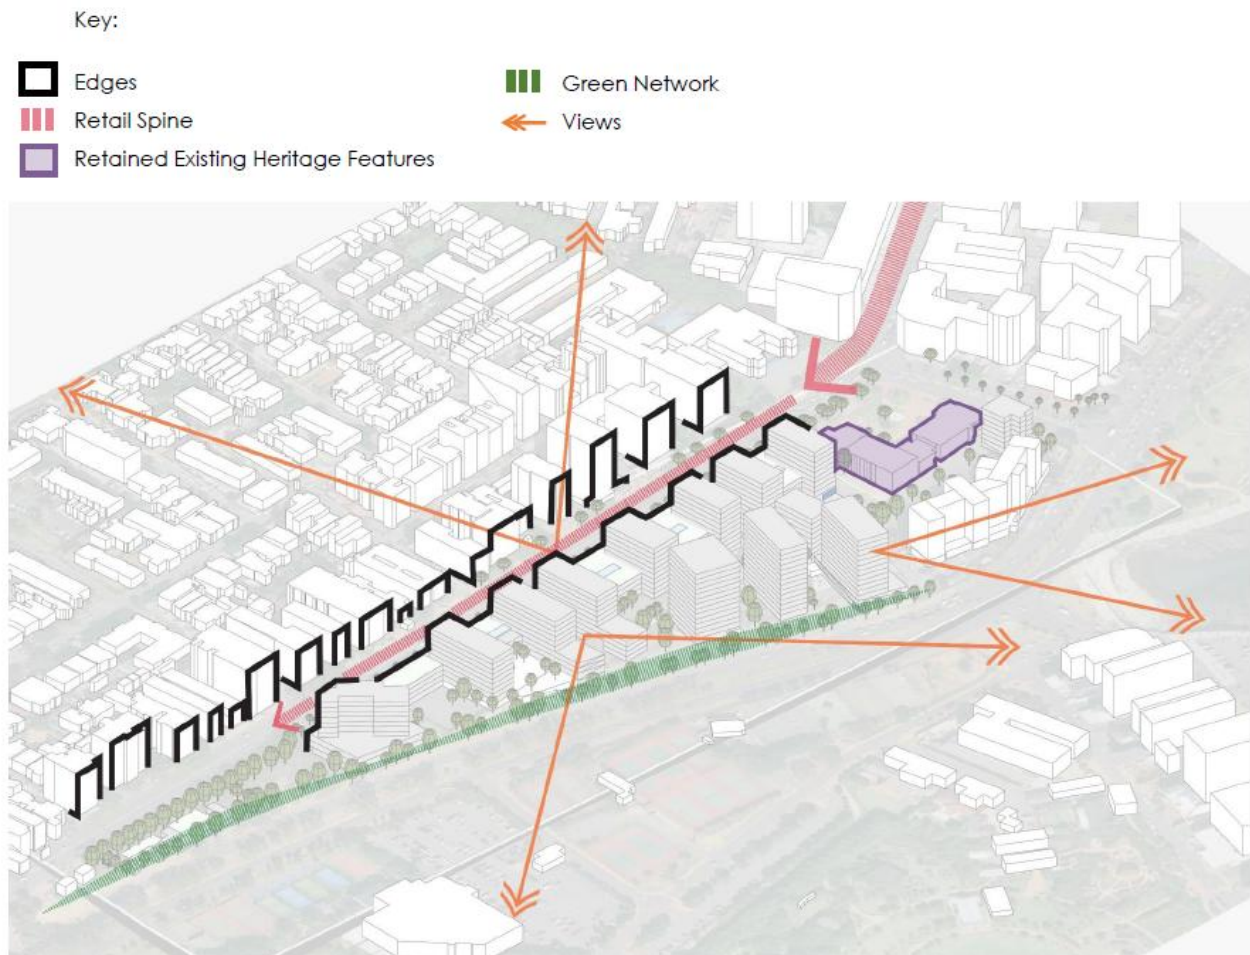 Key:
Edges
Retail Spine
Retained Existing Heritage Features
Green Network
Views